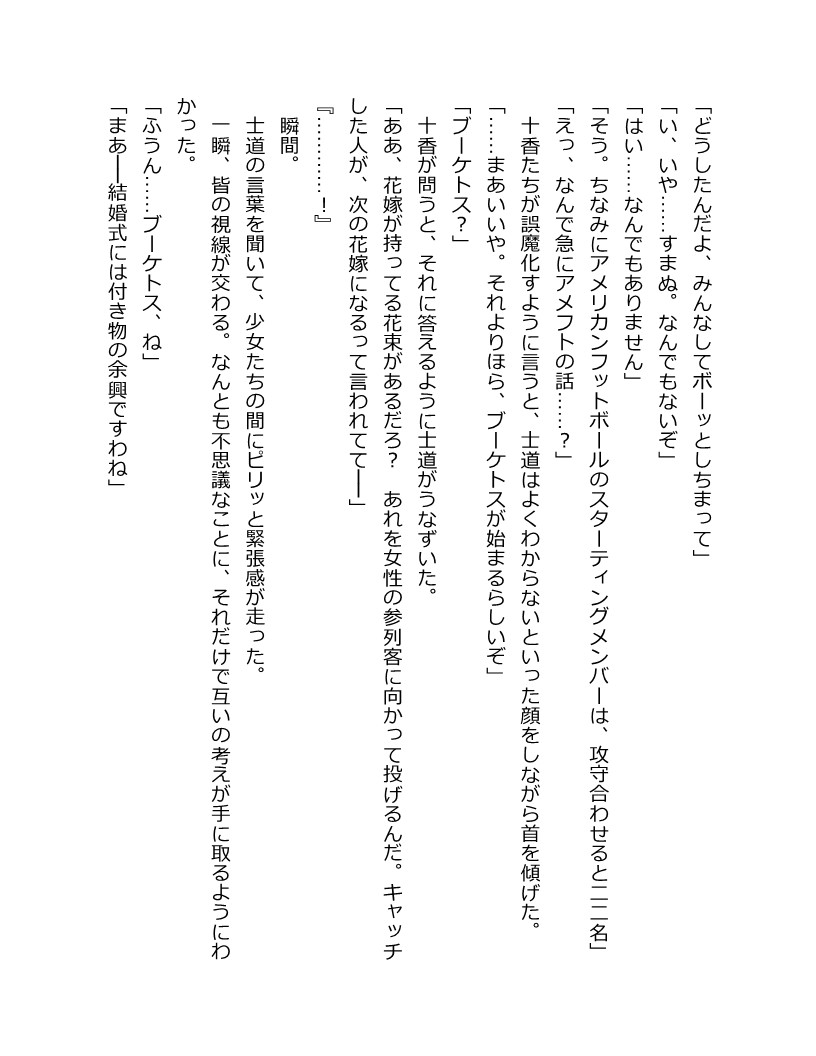 「どうしたんだよ、みんなしてボーッとしちまって」
「い、いや……すまぬ。なんでもないぞ」
「はい……なんでもありません」
「そう。ちなみにアメリカンフットボールのスターティングメンバーは、攻守合わせると二二名」
「えっ、なんで急にアメフトの話……？」
　十香たちが誤魔化すように言うと、士道はよくわからないといった顔をしながら首を傾げた。
「……まあいいや。それよりほら、ブーケトスが始まるらしいぞ」
「ブーケトス？」
　十香が問うと、それに答えるように士道がうなずいた。
「ああ、花嫁が持ってる花束があるだろ？　あれを女性の参列客に向かって投げるんだ。キャッチ
した人が、次の花嫁になるって言われてて――」
『…………！』
　瞬間。
　士道の言葉を聞いて、少女たちの間にピリッと緊張感が走った。
　一瞬、皆の視線が交わる。なんとも不思議なことに、それだけで互いの考えが手に取るようにわ
かった。
「ふうん……ブーケトス、ね」
「まあ――結婚式には付き物の余興ですわね」